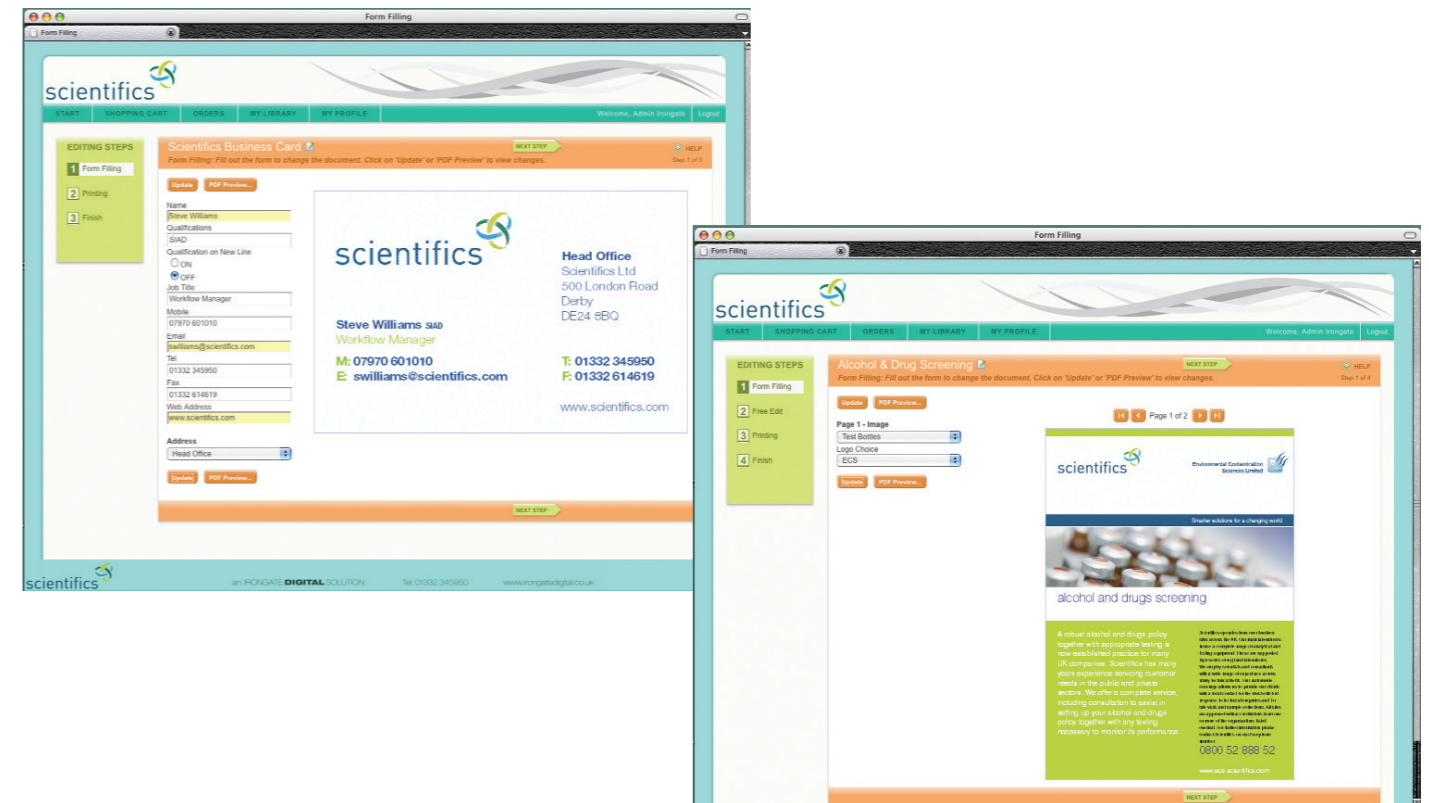 Form Filling
Form Filling
scientifics
START SHOPPING CART ORDERS MY LIBRARY MY PROFILE Welcome, Admin Irongate Logout
EDITING STEPS
1 Form Filling
2 Printing
3 Finish
Scientifics Business Card NEXT STEP HELP
Form Filling: Fill out the form to change the document. Click on 'Update' or 'PDF Preview' to view changes. Step 1 of 3
Update PDF Preview...
Name
Steve Williams
Qualifications
SIAD
Qualification on New Line
ON
OFF
Job Title
Workflow Manager
Mobile
07970 601010
Email
swilliams@scientifics.com
Tel
01332 345950
Fax
01332 614619
Web Address
www.scientifics.com
Address
Head Office
Update PDF Preview...
scientifics
Steve Williams SIAD
Workflow Manager
M: 07970 601010
E: swilliams@scientifics.com
Head Office
Scientifics Ltd
500 London Road
Derby
DE24 8BQ
T: 01332 345950
F: 01332 614619
www.scientifics.com
NEXT STEP
scientifics an IRONGATE DIGITAL SOLUTION Tel: 01332 345950 www.irongatedigital.co.uk
Form Filling
Form Filling
scientifics
START SHOPPING CART ORDERS MY LIBRARY MY PROFILE Welcome, Admin Irongate Logout
EDITING STEPS
1 Form Filling
2 Free Edit
3 Printing
4 Finish
Alcohol & Drug Screening NEXT STEP HELP
Form Filling: Fill out the form to change the document. Click on 'Update' or 'PDF Preview' to view changes. Step 1 of 4
Update PDF Preview...
Page 1 - Image
Test Bottles
Logo Choice
ECS
Update PDF Preview...
Page 1 of 2
scientifics
Environmental Contamination
Sciences Limited
Smarter solutions for a changing world
alcohol and drugs screening
A robust alcohol and drugs policy
together with appropriate testing is
now established practice for many
UK companies. Scientifics has many
years experience servicing customer
needs in the public and private
sectors. We offer a complete service,
including consultation to assist in
setting up your alcohol and drugs
policy together with any testing
necessary to monitor its performance.
0800 52 888 52
NEXT STEP